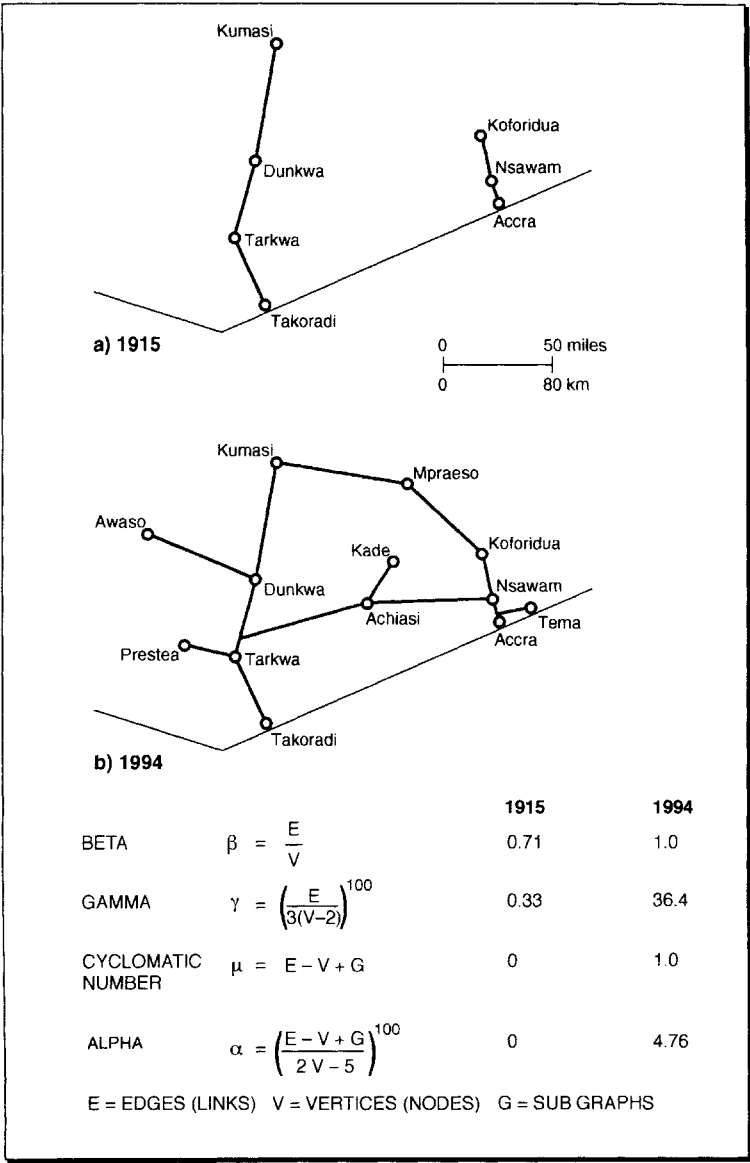 Kumasi
Koforidua
Nsawam
Dunkwa
Accra
Tarkwa
Takoradi
a) 1915
0 50 miles
0 80 km
Kumasi
Mpraeso
Awaso
Kade
Koforidua
Dunkwa
Nsawam
Achiasi
Tema
Accra
Prestea
Tarkwa
Takoradi
b) 1994
1915 1994
BETA β = E/V 0.71 1.0
GAMMA γ = (E/3(V–2))^100 0.33 36.4
CYCLOMATIC NUMBER μ = E – V + G 0 1.0
ALPHA α = (E – V + G/2 V – 5)^100 0 4.76
E = EDGES (LINKS) V = VERTICES (NODES) G = SUB GRAPHS